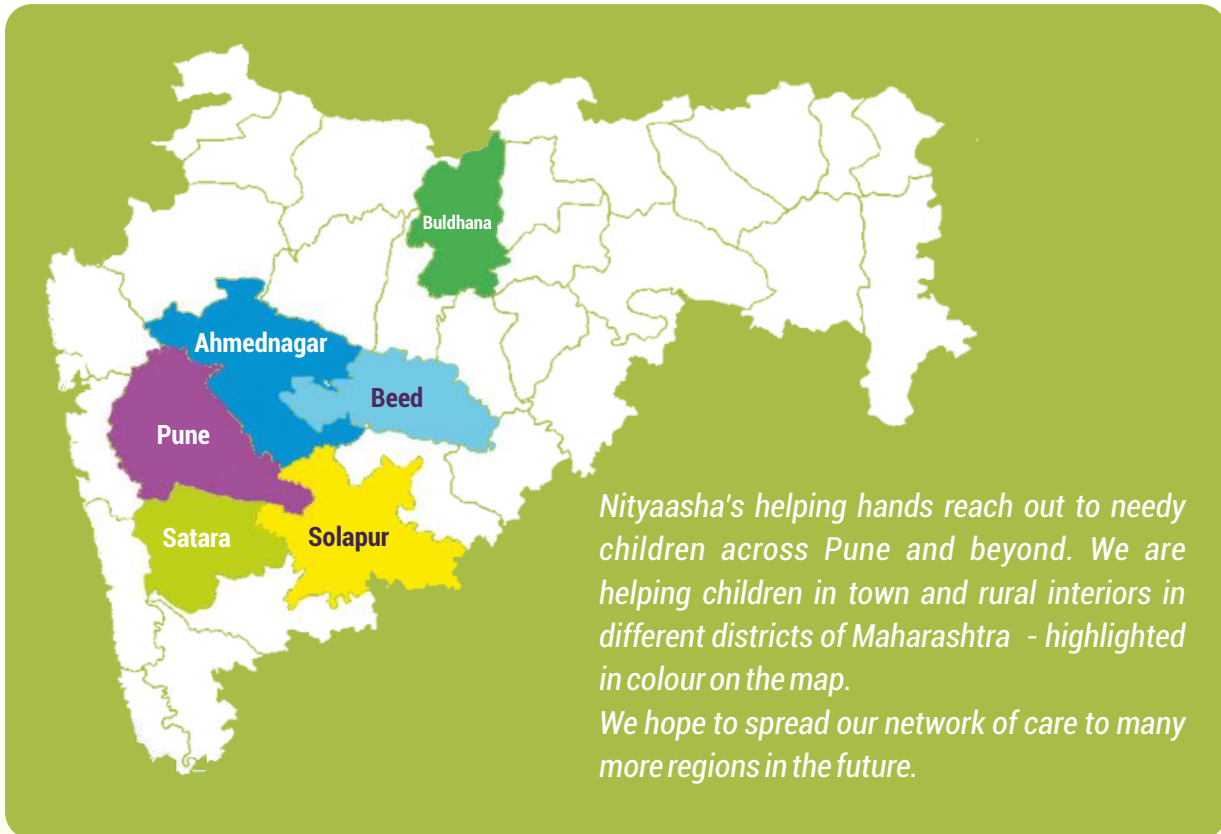 Buldhana
Ahmednagar
Beed
Pune
Satara
Solapur
Nityaasha's helping hands reach out to needy
children across Pune and beyond. We are
helping children in town and rural interiors in
different districts of Maharashtra - highlighted
in colour on the map.
We hope to spread our network of care to many
more regions in the future.